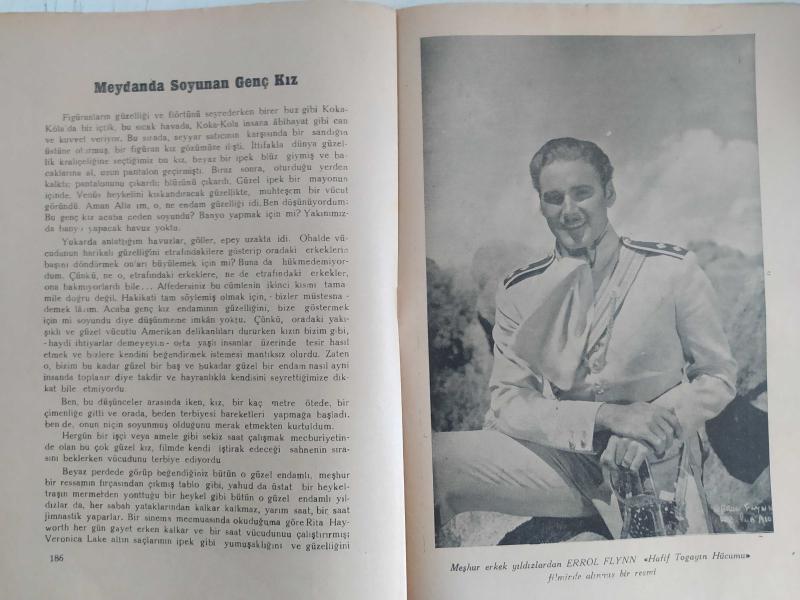 Meydanda Soyunan Genç Kız
Figüranların güzelliği ve flörtünü seyrederken birer buz gibi Koka-
Kola'da biz içtik, bu sıcak havada, Koka-Kola insana âbıhayat gibi can
ve kuvvet veriyor. Bu sırada, seyyar satıcının karşısında bir sandığın
üstüne oturmuş, bir figüran kız gözümüze ilişti. İttifakla dünya güzel-
lik kraliçeliğine seçtiğimiz bu kız, beyaz bir ipek blüz giymiş ve ba-
caklarına al, uzun pantalon geçirmişti. Biraz sonra, oturduğu yerden
kalktı; pantalonunu çıkardı; blüzünü çıkardı. Güzel ipek bir mayonun
içinde, Venüs heykelini kıskandıracak güzellikte, muhteşem bir vücut
göründü. Aman Alla ım, o, ne endam güzelliği idi. Ben düşünüyordum:
Bu genç kız acaba neden soyundu? Banyo yapmak için mi? Yakınımız-
da banyo yapacak havuz yoktu.
Yukarda anlattığım havuzlar, göller, epey uzakta idi. Ohalde vü-
cudunun harikalı güzelliğini etrafındakilere gösterip oradaki erkeklerin
başını döndürmek on'arı büyülemek için mi? Buna da hükmedemiyor-
dum. Çünkü, ne o, etrafındaki erkeklere, ne de etrafındaki erkekler,
ona bakmıyorlardı bile... Affedersiniz bu cümlenin ikinci kısmı tama-
mile doğru değil. Hakikati tam söylemiş olmak için, - bizler müstesna -
demek lâzım. Acaba genç kız endamının güzelliğini, bize göstermek
için mi soyundu diye düşünmeme imkân yoktu. Çünkü, oradaki yakı-
şıklı ve güzel vücutlu Amerikan delikanlıları dururken kızın bizim gibi,
- haydi ihtiyarlar demeyeyim - orta yaşlı insanlar üzerinde tesir hasıl
etmek ve bizlere kendini beğendirmek istemesi mantıksız olurdu. Zaten
o, bizim bu kadar güzel bir baş ve bukadar güzel bir endam nasıl ayni
insanda toplanır diye takdir ve hayranlıkla kendisini seyrettiğimize dik-
kat bile etmiyordu
Ben, bu düşünceler arasında iken, kız, bir kaç metre ötede, bir
çimenliğe gitti ve orada, beden terbiyesi hareketleri yapmağa başladı.
ben de, onun niçin soyunmuş olduğunu merak etmekten kurtuldum.
Hergün bir işçi veya amele gibi sekiz saat çalışmak mecburiyetin-
de olan bu çok güzel kız, filmde kendi iştirak edeceği sahnenin sıra-
sını beklerken vücudunu terbiye ediyordu
Beyaz perdede görüp beğendiğiniz bütün o güzel endamlı, meşhur
bir ressamın fırçasından çıkmış tablo gibi, yahud da üstat bir heykel-
traşın mermerden yonttuğu bir heykel gibi bütün o güzel endamlı yıl-
dızlar da, her sabah yataklarından kalkar kalkmaz, yarım saat, bir saat
jimnastik yaparlar. Bir sinema mecmuasında okuduğuma göre Rita Hay-
worth her gün gayet erken kalkar ve bir saat vücudunu çalıştırırmış;
Veronica Lake altın saçlarının ipek gibi yumuşaklığını ve güzelliğini
186
ERROL FLYNN
Meşhur erkek yıldızlardan ERROL FLYNN «Hafif Togayın Hücumu»
filminde alınmış bir resmi